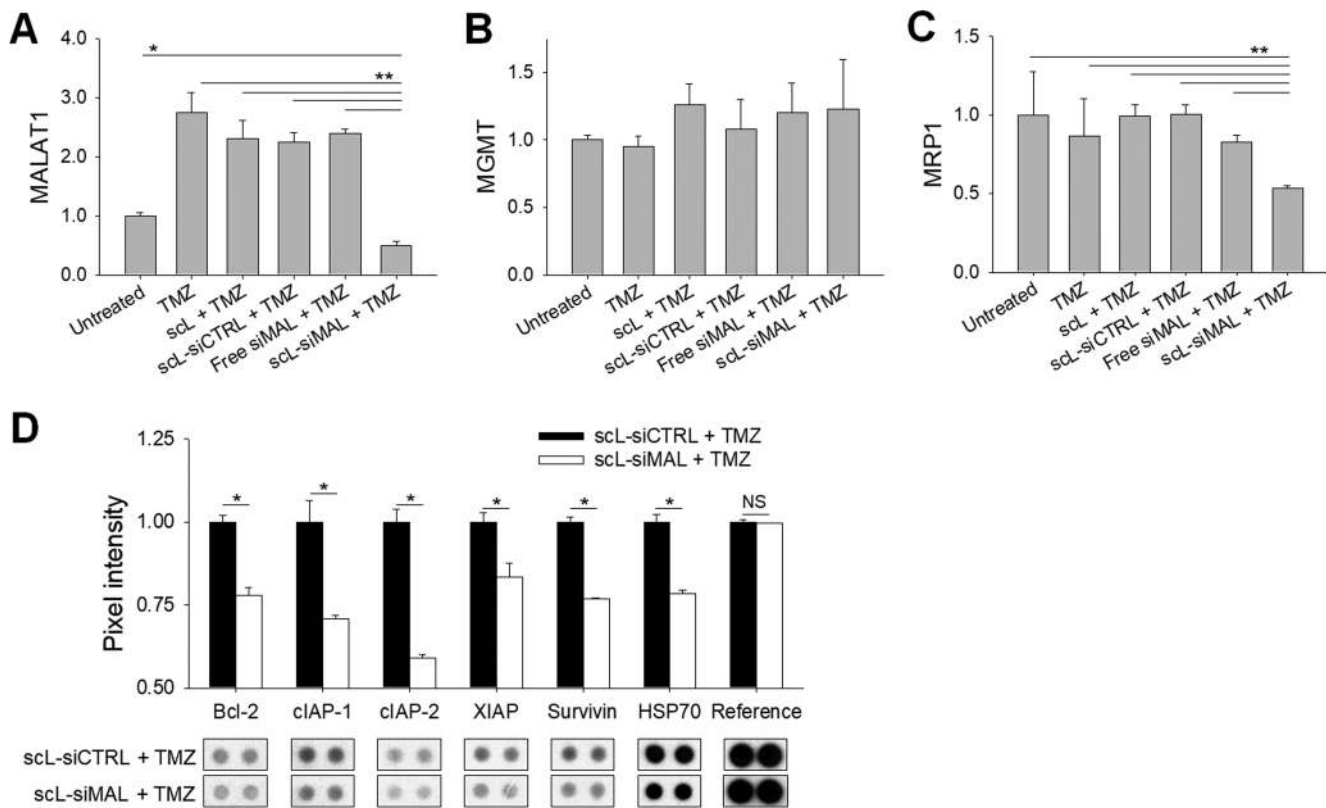 A
MALAT1
4.0
3.0
2.0
1.0
0.0
*
**
Untreated
TMZ
scL + TMZ
scL-siCTRL + TMZ
Free siMAL + TMZ
scL-siMAL + TMZ
B
MGMT
1.5
1.0
0.5
0.0
Untreated
TMZ
scL + TMZ
scL-siCTRL + TMZ
Free siMAL + TMZ
scL-siMAL + TMZ
C
MRP1
1.5
1.0
0.5
0.0
**
Untreated
TMZ
scL + TMZ
scL-siCTRL + TMZ
Free siMAL + TMZ
scL-siMAL + TMZ
D
Pixel intensity
1.25
1.00
0.75
0.50
scL-siCTRL + TMZ
scL-siMAL + TMZ
* * * * * * NS
Bcl-2 cIAP-1 cIAP-2 XIAP Survivin HSP70 Reference
scL-siCTRL + TMZ
scL-siMAL + TMZ